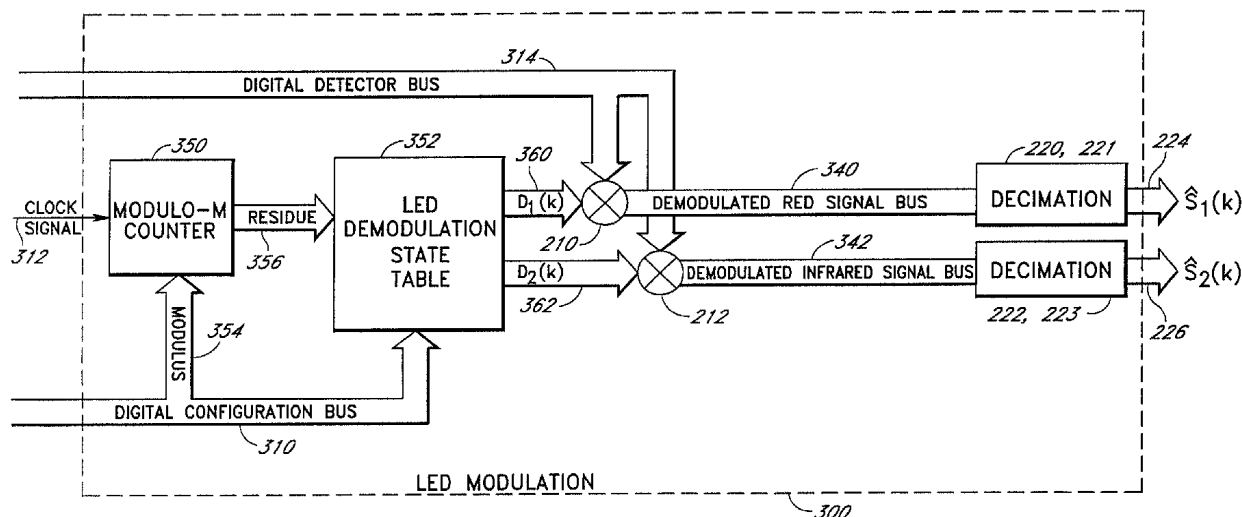 314
DIGITAL DETECTOR BUS
350
352
360
340
220, 221
224
CLOCK
SIGNAL
312
MODULO-M
COUNTER
RESIDUE
356
LED
DEMODULATION
STATE
TABLE
D₁(k)
210
DEMODULATED RED SIGNAL BUS
DECIMATION
Ŝ₁(k)
342
D₂(k)
362
212
DEMODULATED INFRARED SIGNAL BUS
DECIMATION
Ŝ₂(k)
222, 223
226
MODULUS
354
DIGITAL CONFIGURATION BUS
310
LED MODULATION
300